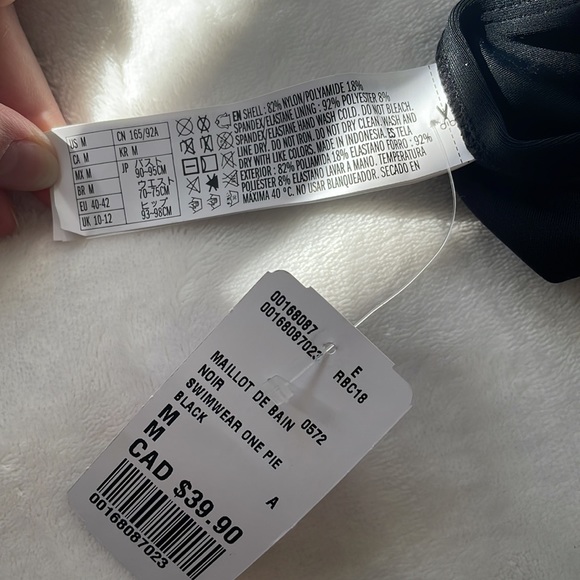 US M
CA M
MX M
BR M
EU 40-42
UK 10-12
CN 165/92A
KR M
JP バスト
90-95CM
ウエスト
70-75CM
ヒップ
93-98CM
EN SHELL : 82% NYLON/POLYAMIDE 18%
SPANDEX/ELASTANE LINING : 92% POLYESTER 8%
SPANDEX/ELASTANE HAND WASH COLD. DO NOT BLEACH.
LINE DRY. DO NOT IRON. DO NOT DRY CLEAN. WASH AND
DRY WITH LIKE COLORS. MADE IN INDONESIA. ES TELA
EXTERIOR : 82% POLIAMIDA 18% ELASTANO FORRO : 92%
POLIESTER 8% ELASTANO LAVAR A MANO. TEMPERATURA
MAXIMA 40 °C. NO USAR BLANQUEADOR. SECADO EN
00168087
00168087023
E
RBC18
MAILLOT DE BAIN 0572
NOIR
SWIMWEAR ONE PIE
BLACK
M
M
A
CAD $39.90
00168087023